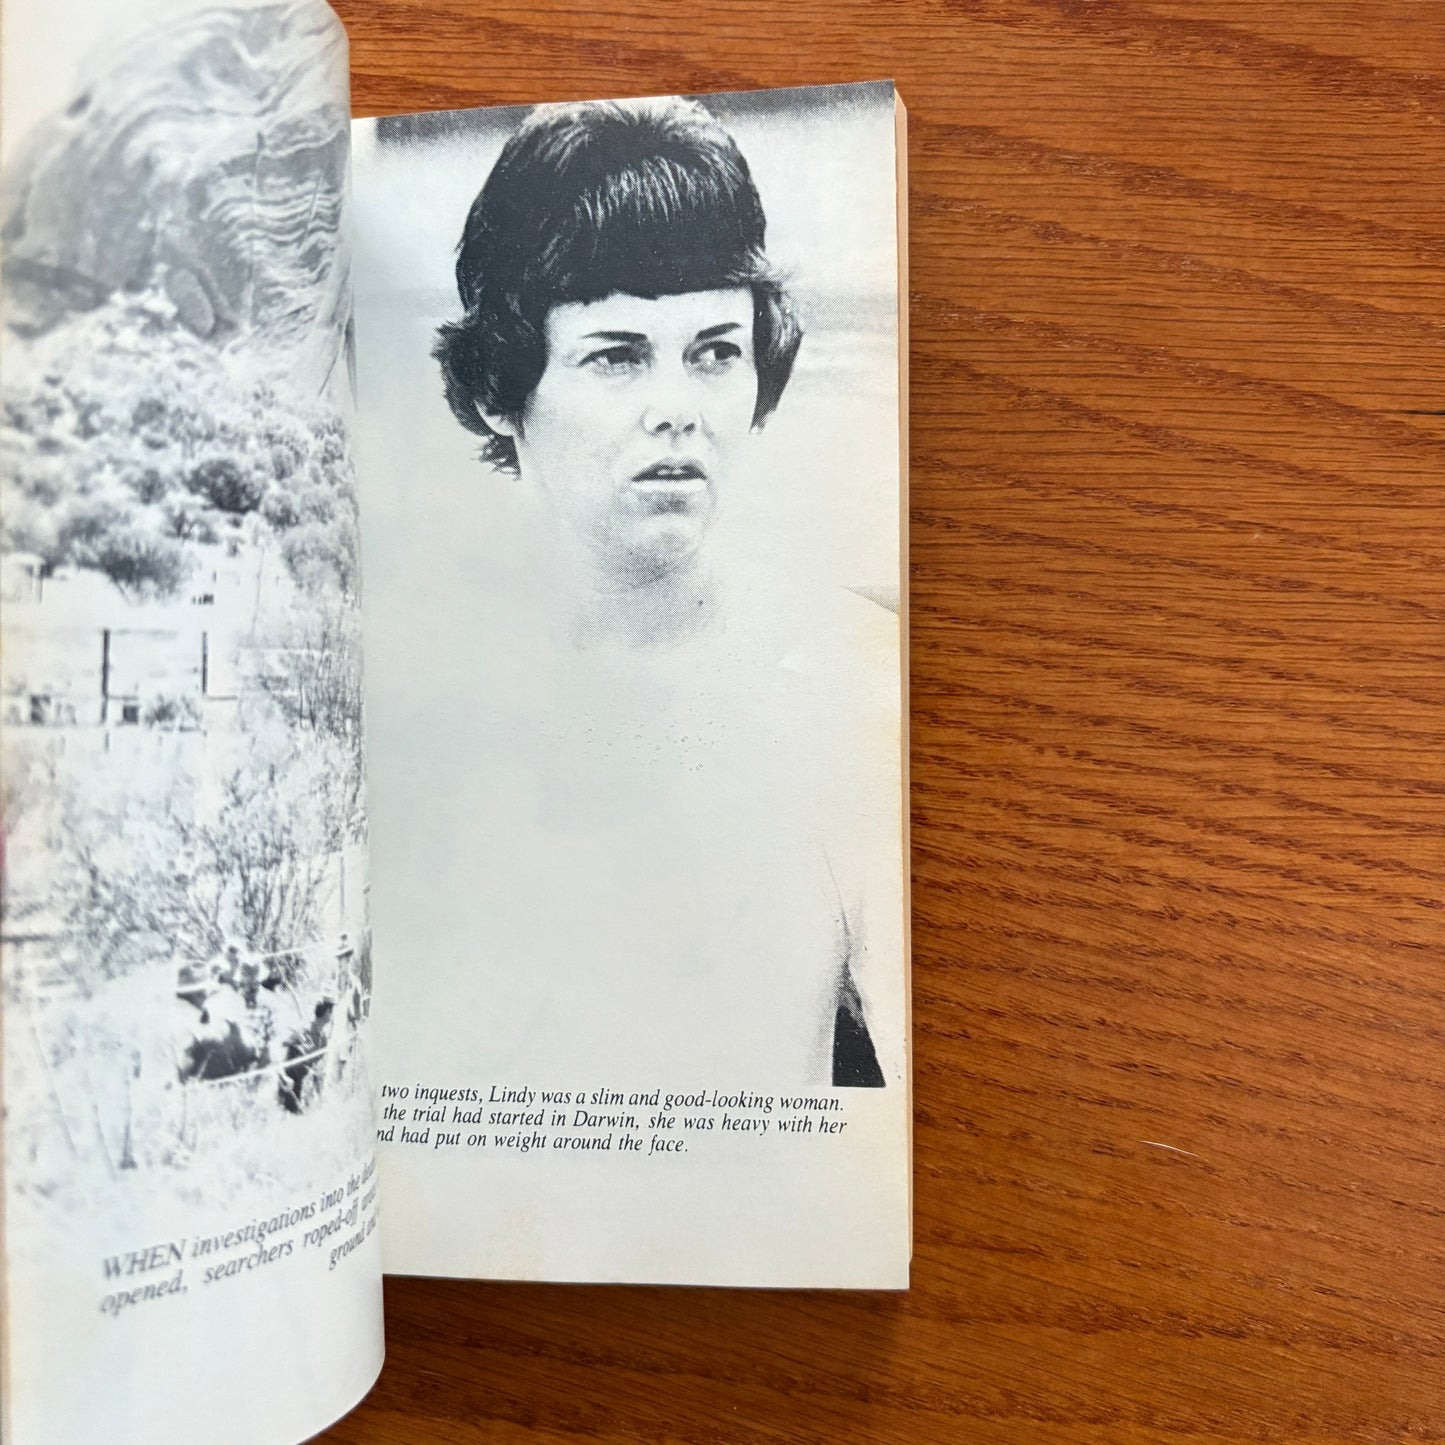 WHEN investigations into the
opened, searchers roped-off
ground
two inquests, Lindy was a slim and good-looking woman.
the trial had started in Darwin, she was heavy with her
nd had put on weight around the face.